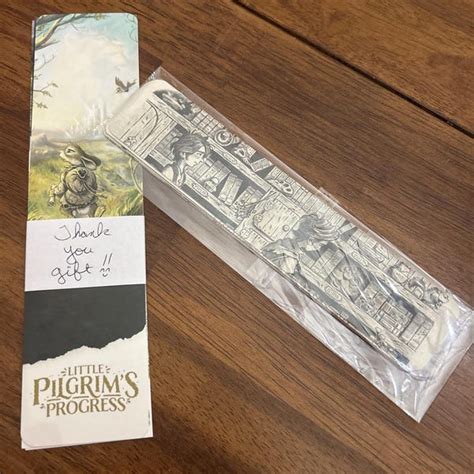 Thank
you
gift!!
LITTLE
PILGRIM'S
PROGRESS